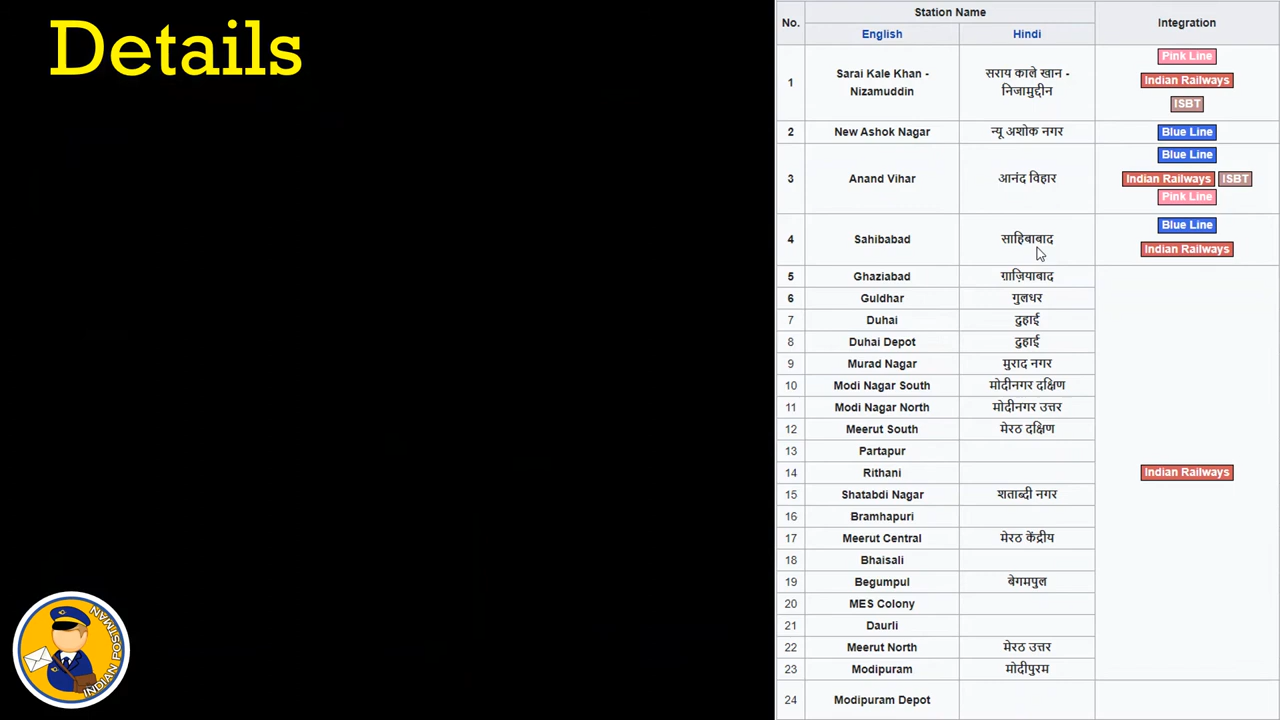 Details
No. Station Name Integration
English Hindi
1 Sarai Kale Khan - Nizamuddin सराय काले खान - निजामुद्दीन Pink Line Indian Railways ISBT
2 New Ashok Nagar न्यू अशोक नगर Blue Line
3 Anand Vihar आनंद विहार Blue Line Indian Railways ISBT Pink Line
4 Sahibabad साहिबाबाद Blue Line Indian Railways
5 Ghaziabad ग़ाज़ियाबाद
6 Guldhar गुलधर
7 Duhai दुहाई
8 Duhai Depot दुहाई
9 Murad Nagar मुराद नगर
10 Modi Nagar South मोदीनगर दक्षिण
11 Modi Nagar North मोदीनगर उत्तर
12 Meerut South मेरठ दक्षिण
13 Partapur
14 Rithani Indian Railways
15 Shatabdi Nagar शताब्दी नगर
16 Bramhapuri
17 Meerut Central मेरठ केंद्रीय
18 Bhaisali
19 Begumpul बेगमपुल
20 MES Colony
21 Daurli
22 Meerut North मेरठ उत्तर
23 Modipuram मोदीपुरम
24 Modipuram Depot
INDIAN POSTMAN